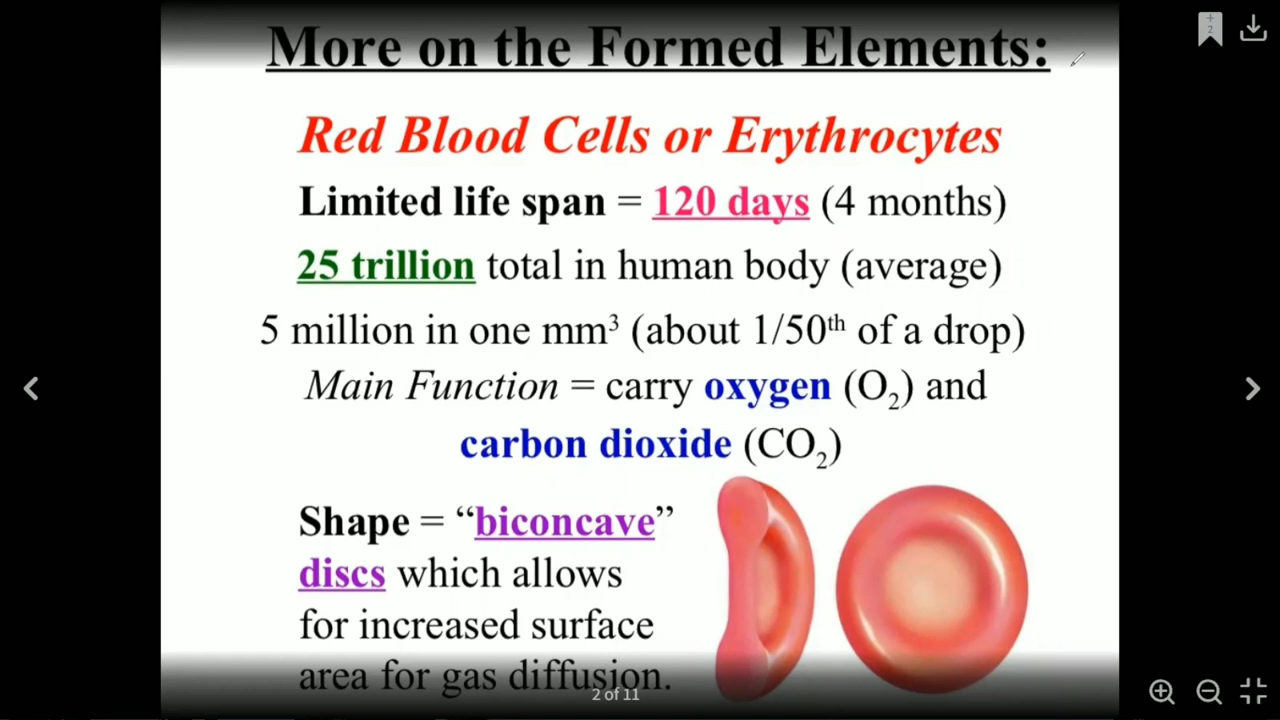 More on the Formed Elements:
Red Blood Cells or Erythrocytes
Limited life span = 120 days (4 months)
25 trillion total in human body (average)
5 million in one mm³ (about 1/50ᵗʰ of a drop)
Main Function = carry oxygen (O₂) and
carbon dioxide (CO₂)
Shape = “biconcave”
discs which allows
for increased surface
area for gas diffusion.
2 of 11
+
2